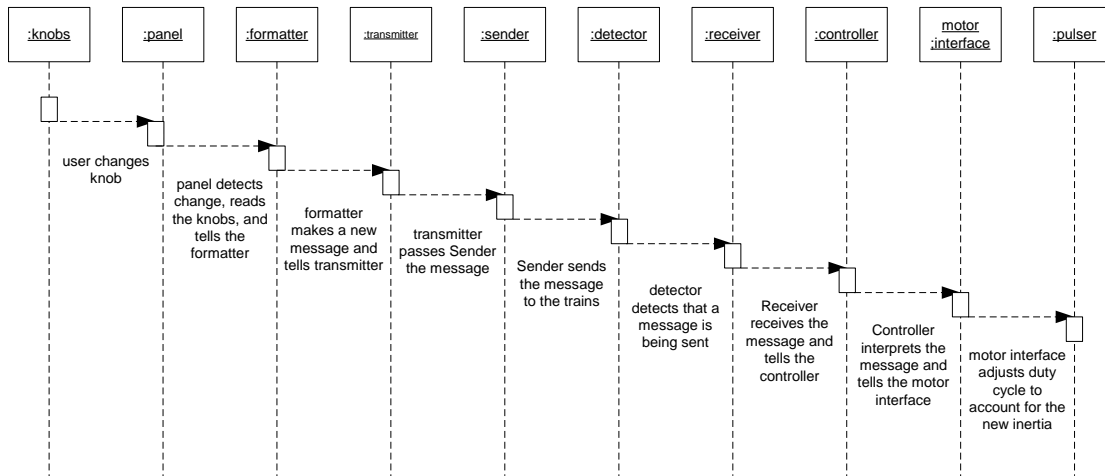 :knobs
:panel
:formatter
:transmitter
:sender
:detector
:receiver
:controller
motor
:interface
:pulser
user changes
knob
panel detects
change, reads
the knobs, and
tells the
formatter
formatter
makes a new
message and
tells transmitter
transmitter
passes Sender
the message
Sender sends
the message
to the trains
detector
detects that a
message is
being sent
Receiver
receives the
message and
tells the
controller
Controller
interprets the
message and
tells the motor
interface
motor interface
adjusts duty
cycle to
account for the
new inertia